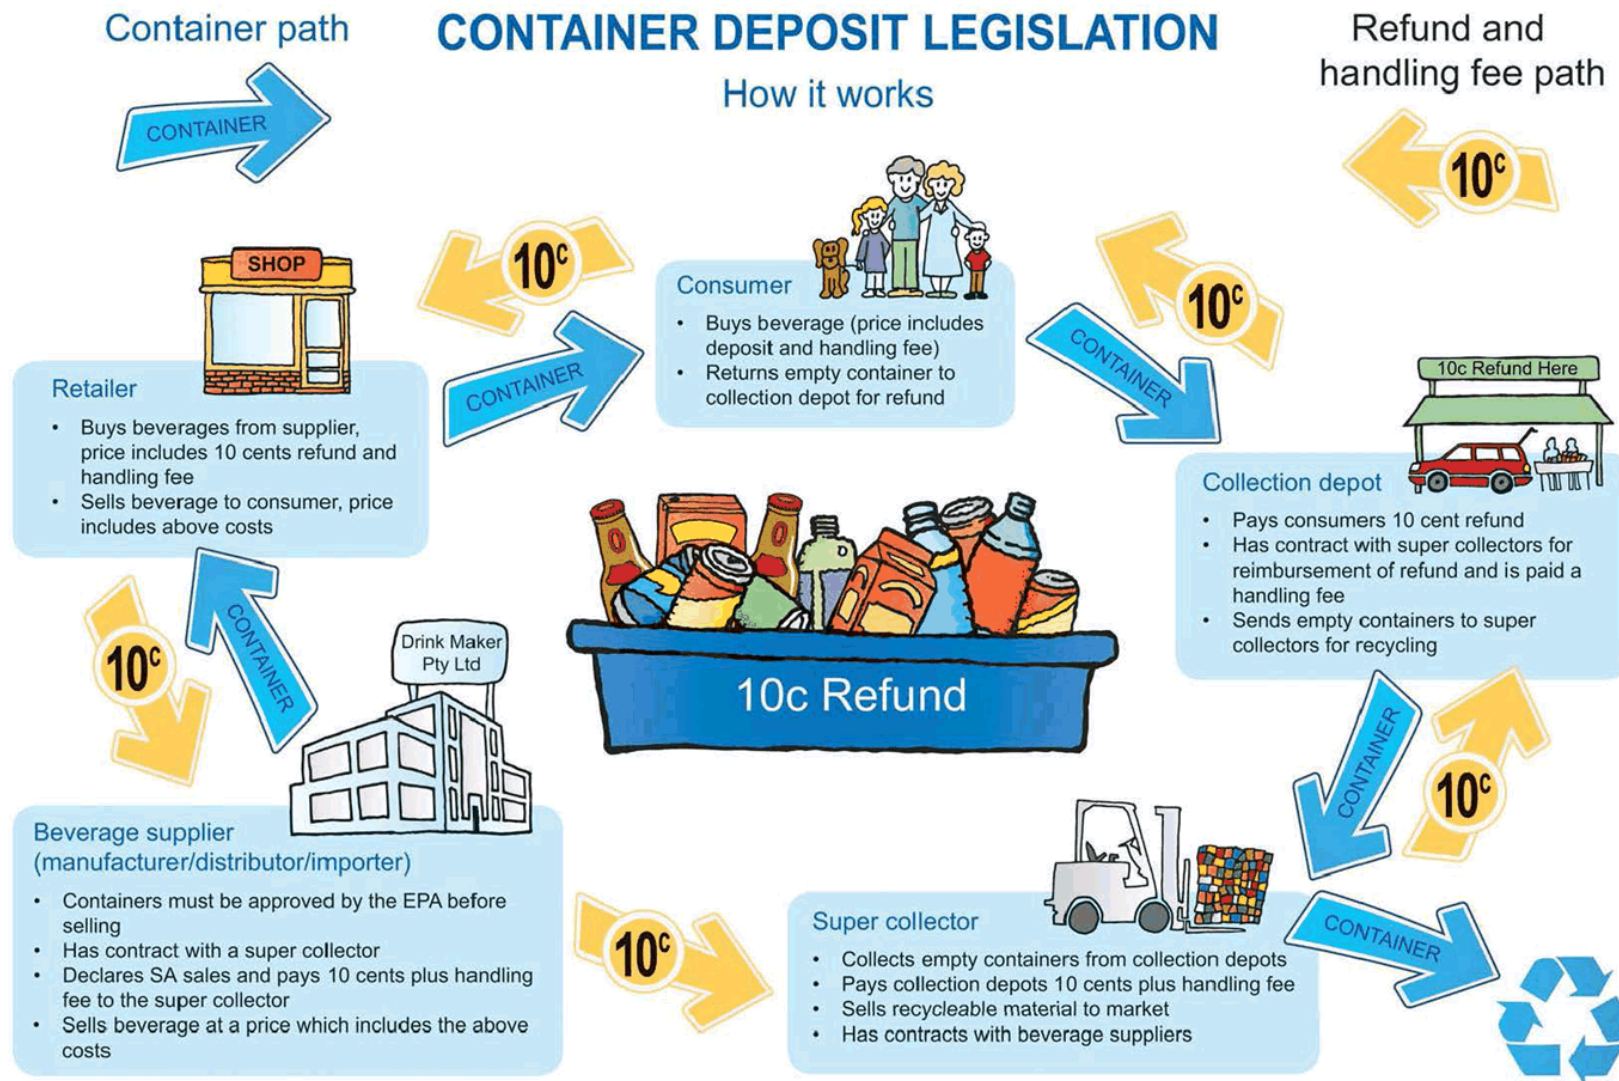 Container path
CONTAINER
CONTAINER DEPOSIT LEGISLATION
How it works
Refund and
handling fee path
10c
SHOP
Retailer
• Buys beverages from supplier,
price includes 10 cents refund and
handling fee
• Sells beverage to consumer, price
includes above costs
10c
CONTAINER
Consumer
• Buys beverage (price includes
deposit and handling fee)
• Returns empty container to
collection depot for refund
10c
CONTAINER
10c Refund Here
Collection depot
• Pays consumers 10 cent refund
• Has contract with super collectors for
reimbursement of refund and is paid a
handling fee
• Sends empty containers to super
collectors for recycling
10c
CONTAINER
Drink Maker
Pty Ltd
10c Refund
CONTAINER
10c
Beverage supplier
(manufacturer/distributor/importer)
• Containers must be approved by the EPA before
selling
• Has contract with a super collector
• Declares SA sales and pays 10 cents plus handling
fee to the super collector
• Sells beverage at a price which includes the above
costs
10c
Super collector
• Collects empty containers from collection depots
• Pays collection depots 10 cents plus handling fee
• Sells recycleable material to market
• Has contracts with beverage suppliers
CONTAINER